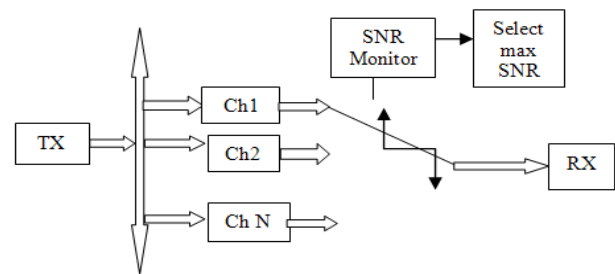 SNR
Monitor
Select
max
SNR
Ch1
TX
Ch2
RX
Ch N